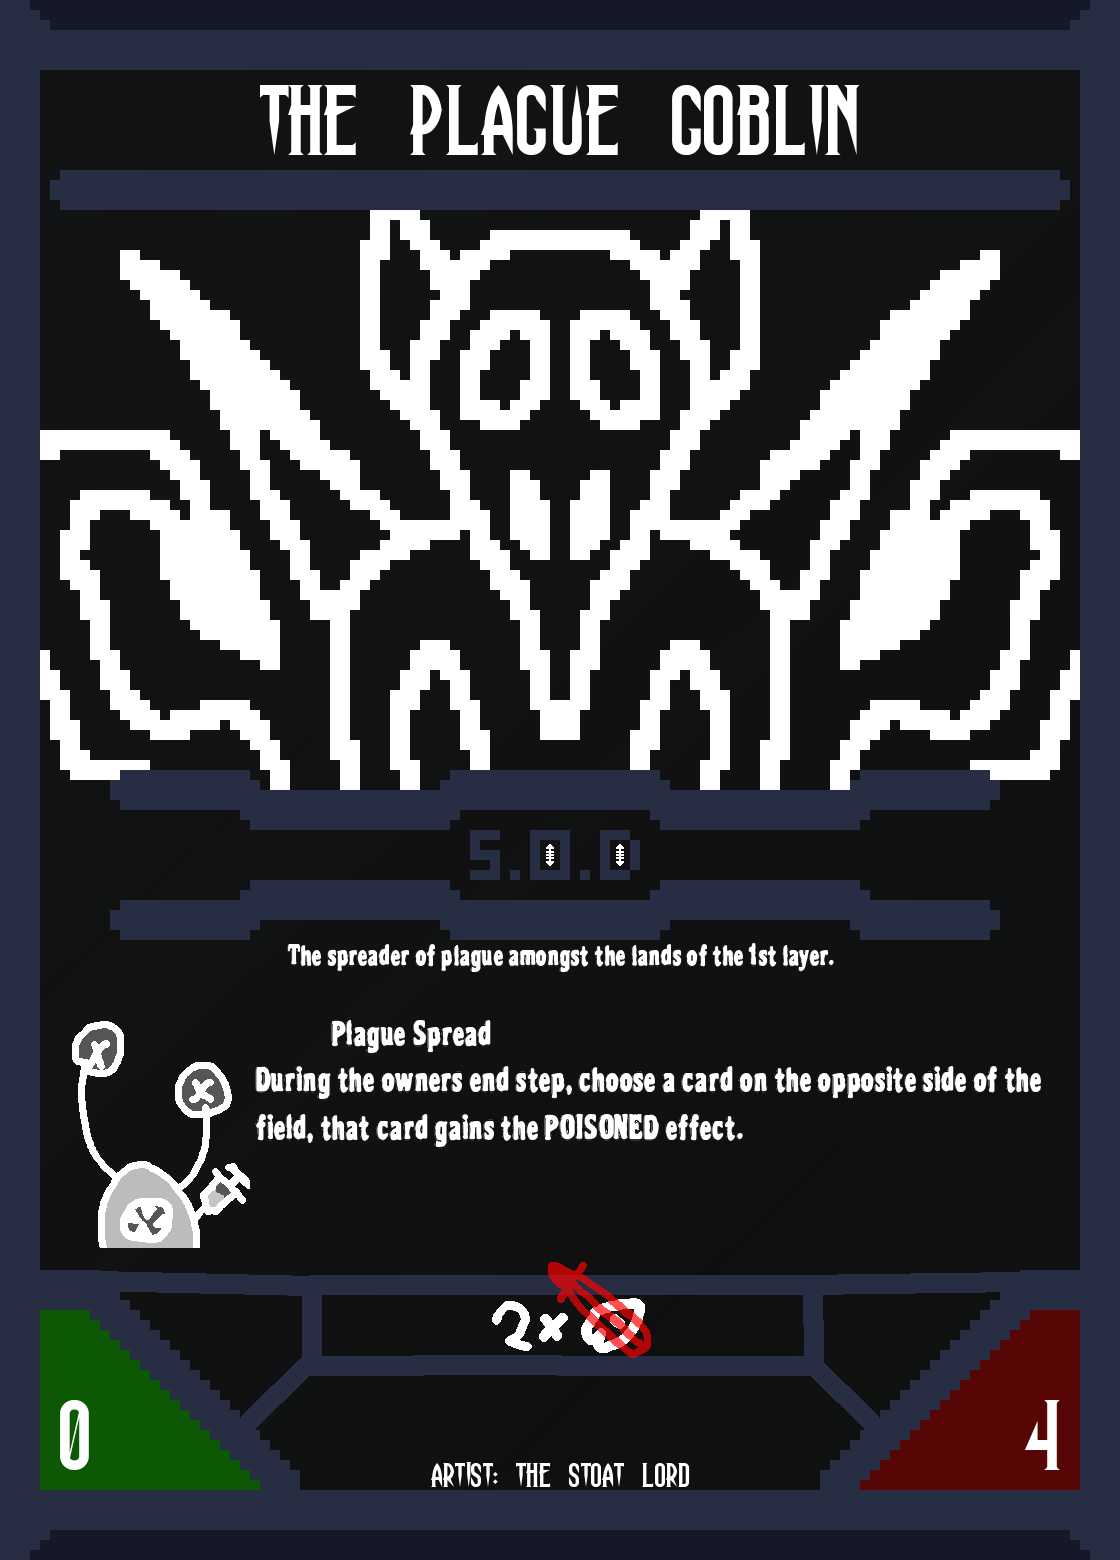 THE PLAGUE GOBLIN
S.O.D
The spreader of plague amongst the lands of the 1st layer.
Plague Spread
During the owners end step, choose a card on the opposite side of the
field, that card gains the POISONED effect.
2x
0
4
ARTIST: THE STOAT LORD